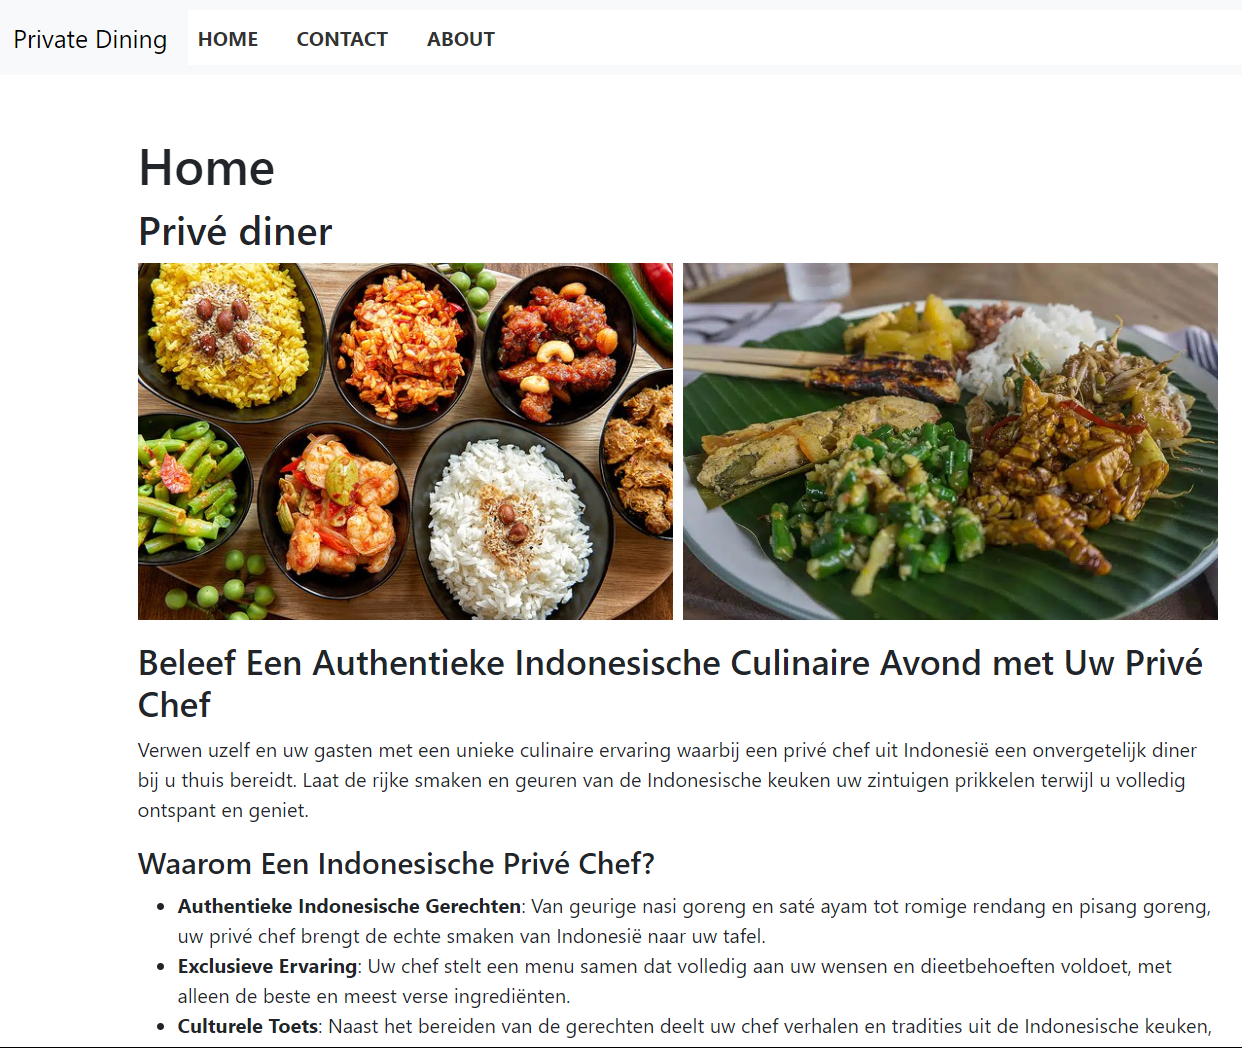 Private Dining HOME CONTACT ABOUT
Home
Privé diner
Beleef Een Authentieke Indonesische Culinaire Avond met Uw Privé
Chef
Verwen uzelf en uw gasten met een unieke culinaire ervaring waarbij een privé chef uit Indonesië een onvergetelijk diner
bij u thuis bereidt. Laat de rijke smaken en geuren van de Indonesische keuken uw zintuigen prikkelen terwijl u volledig
ontspant en geniet.
Waarom Een Indonesische Privé Chef?
• Authentieke Indonesische Gerechten: Van geurige nasi goreng en saté ayam tot romige rendang en pisang goreng,
uw privé chef brengt de echte smaken van Indonesië naar uw tafel.
• Exclusieve Ervaring: Uw chef stelt een menu samen dat volledig aan uw wensen en dieetbehoeften voldoet, met
alleen de beste en meest verse ingrediënten.
• Culturele Toets: Naast het bereiden van de gerechten deelt uw chef verhalen en tradities uit de Indonesische keuken,